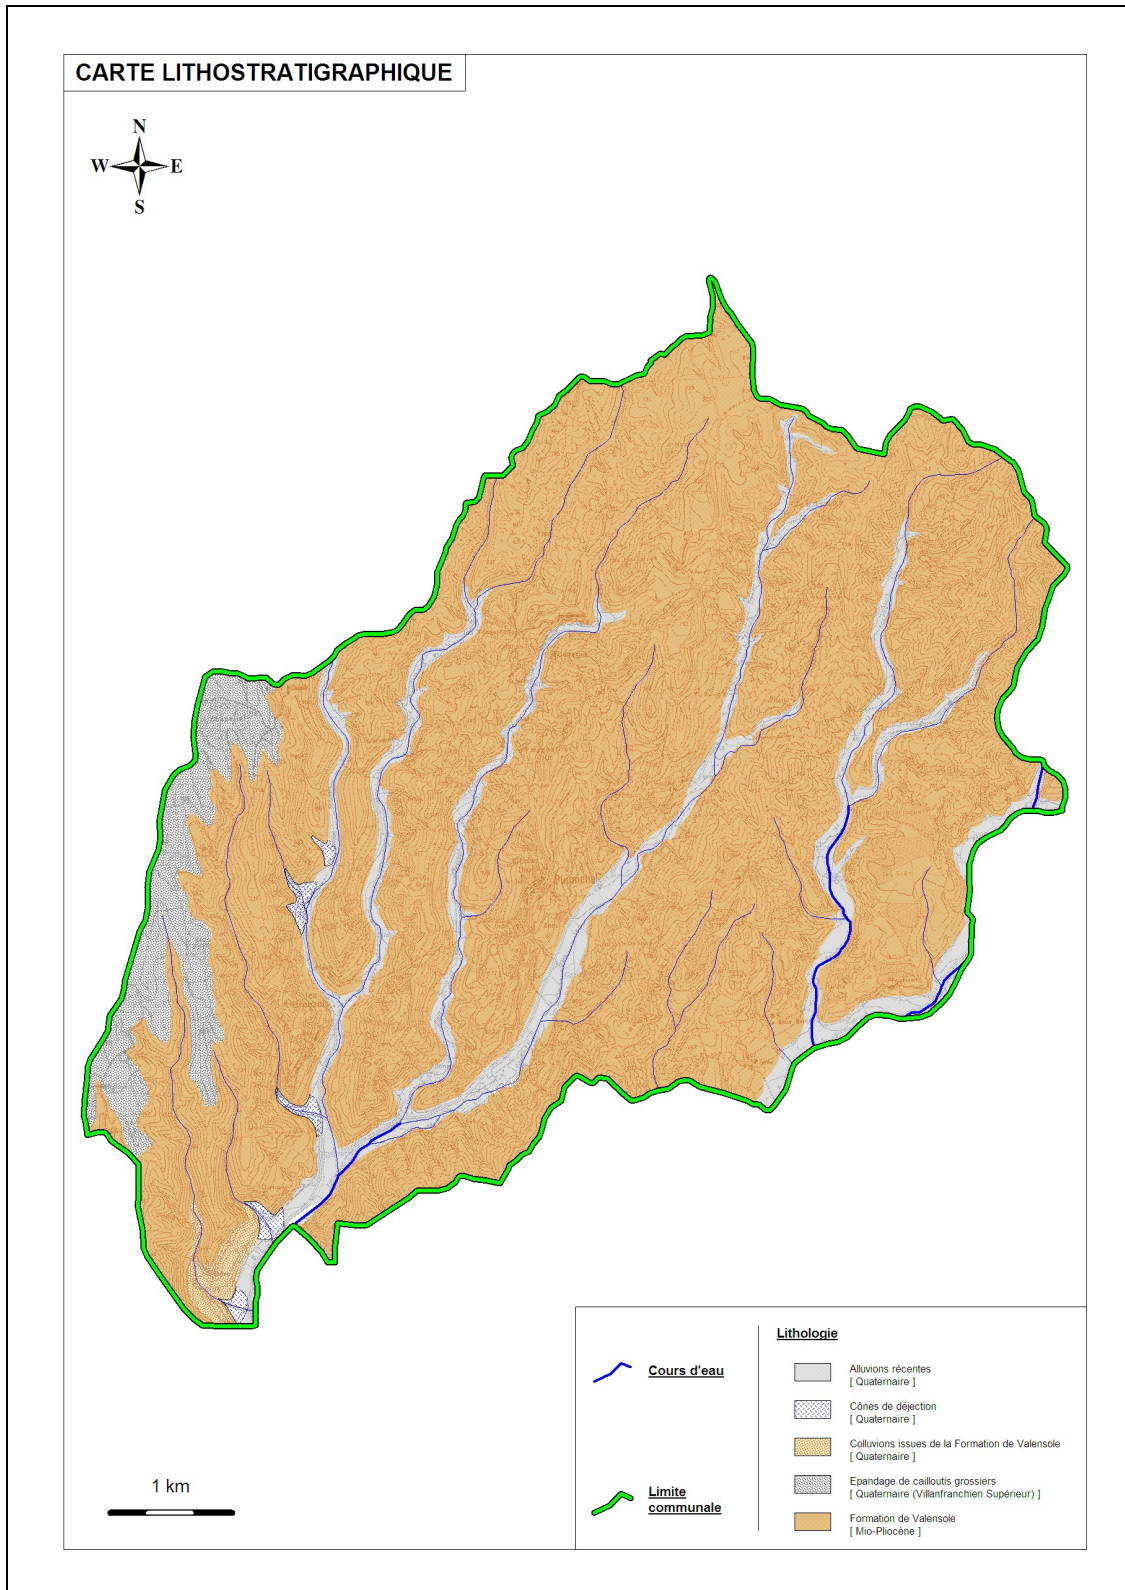 CARTE LITHOSTRATIGRAPHIQUE
N
W
E
S
1 km
Cours d'eau
Limite
communale
Lithologie
Alluvions récentes
[ Quaternaire ]
Cônes de déjection
[ Quaternaire ]
Colluvions issues de la Formation de Valensole
[ Quaternaire ]
Epandage de cailloutis grossiers
[ Quaternaire (Villanfranchien Supérieur) ]
Formation de Valensole
[ Mio-Pliocène ]